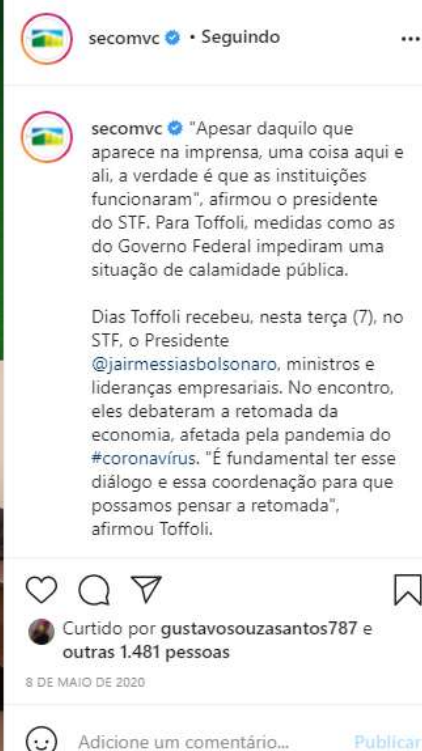 secomvc • Seguindo
secomvc "Apesar daquilo que
aparece na imprensa, uma coisa aqui e
ali, a verdade é que as instituições
funcionaram", afirmou o presidente
do STF. Para Toffoli, medidas como as
do Governo Federal impediram uma
situação de calamidade pública.
Dias Toffoli recebeu, nesta terça (7), no
STF, o Presidente
@jairmessiasbolsonaro, ministros e
lideranças empresariais. No encontro,
eles debateram a retomada da
economia, afetada pela pandemia do
#coronavírus. "É fundamental ter esse
diálogo e essa coordenação para que
possamos pensar a retomada",
afirmou Toffoli.
Curtido por gustavosouzasantos787 e
outras 1.481 pessoas
8 DE MAIO DE 2020
Adicione um comentário... Publicar